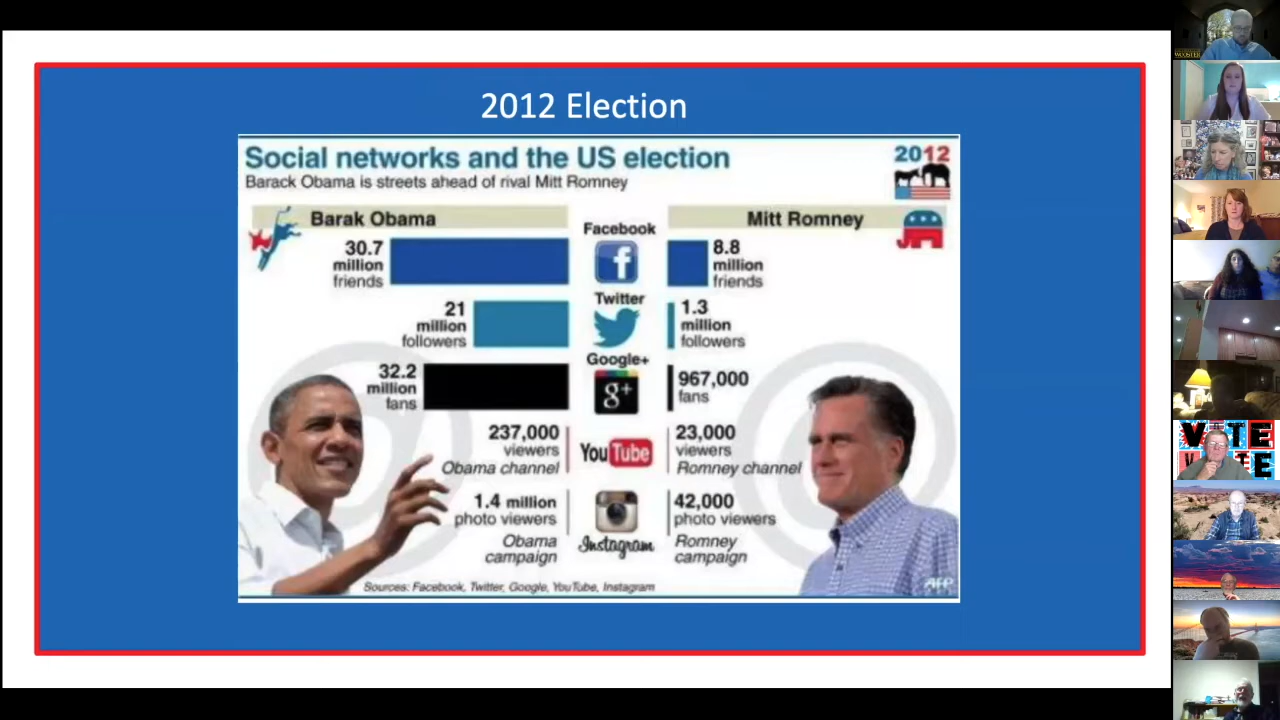 2012 Election
Social networks and the US election
Barack Obama is streets ahead of rival Mitt Romney
2012
Barak Obama
Mitt Romney
Facebook
30.7
million
friends
f
8.8
million
friends
Twitter
21
million
followers
1.3
million
followers
Google+
32.2
million
fans
g+
967,000
fans
237,000
viewers
Obama channel
YouTube
23,000
viewers
Romney channel
1.4 million
photo viewers
Obama
campaign
Instagram
42,000
photo viewers
Romney
campaign
Sources: Facebook, Twitter, Google, YouTube, Instagram
AFP
WOOSTER